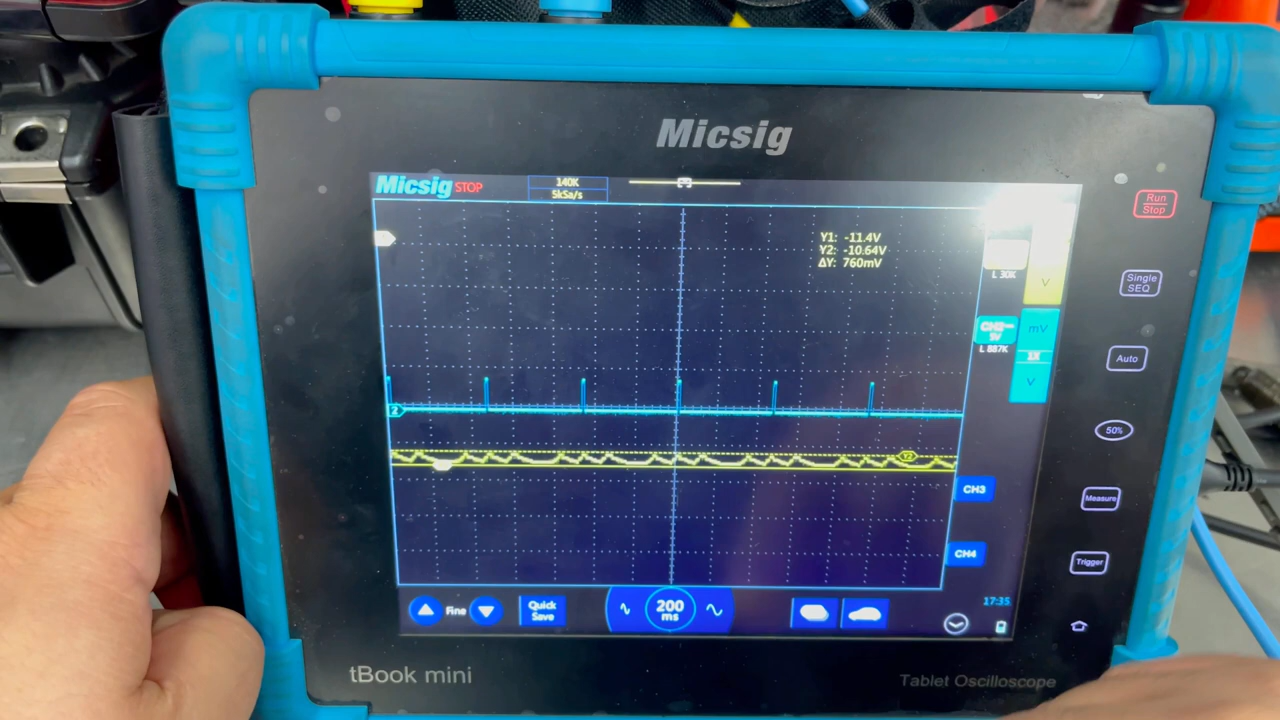 Micsig
Micsig STOP
140K
5kSa/s
Run
Stop
Y1: -11.4V
Y2: -10.64V
ΔY: 760mV
L 30K
V
Single
SEQ
CH2
5V
mV
L 887K
1X
V
Auto
2
50%
Y2
CH3
Measure
CH4
Trigger
Fine
Quick
Save
200
ms
17:35
tBook mini
Tablet Oscilloscope